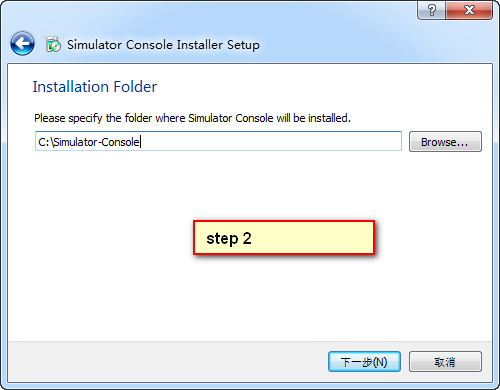 Simulator Console Installer Setup
Installation Folder
Please specify the folder where Simulator Console will be installed.
C:\Simulator-Console
Browse...
step 2
下一步(N)
取消